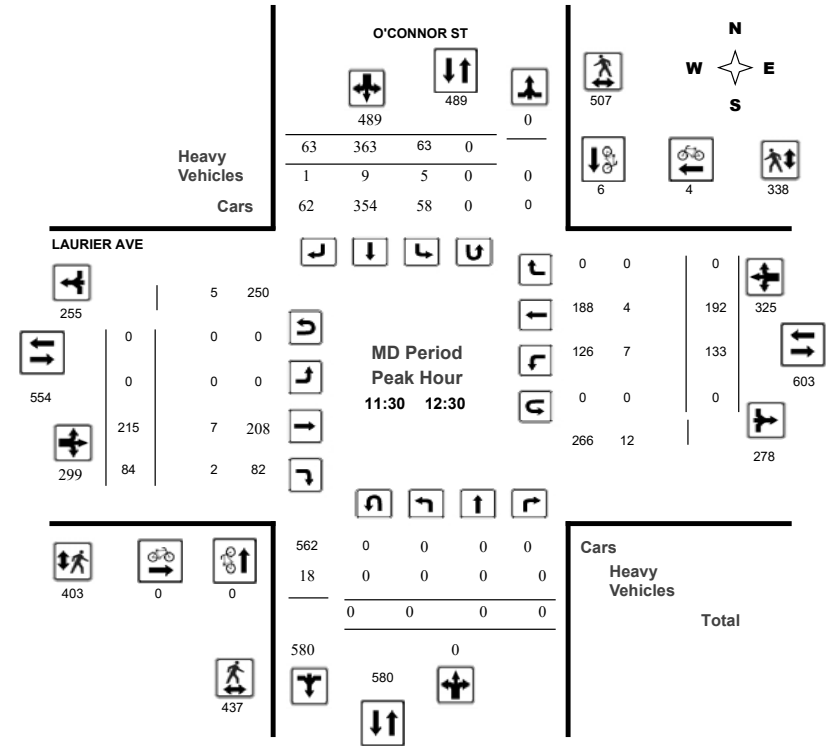 O'CONNOR ST
N
W E
S
489
507
489 0
63 363 63 0
Heavy
Vehicles 1 9 5 0 0
Cars 62 354 58 0 0
6 4 338
LAURIER AVE
255 5 250
0 0 0
554
0 0 0
215 7 208
299 84 2 82
MD Period
Peak Hour
11:30 12:30
0 0 0
188 4 192 325
126 7 133
603
0 0 0
266 12
278
403 0 0
437
562 0 0 0 0 Cars
18 0 0 0 0 Heavy
Vehicles
0 0 0 0 Total
580 0
580